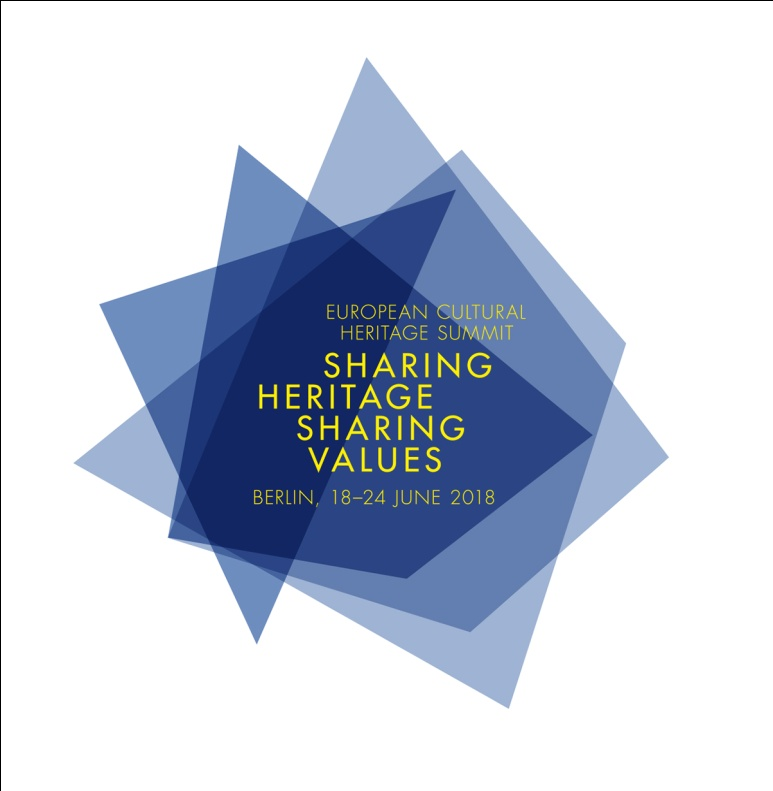 EUROPEAN CULTURAL
HERITAGE SUMMIT
SHARING
HERITAGE
SHARING
VALUES
BERLIN, 18–24 JUNE 2018